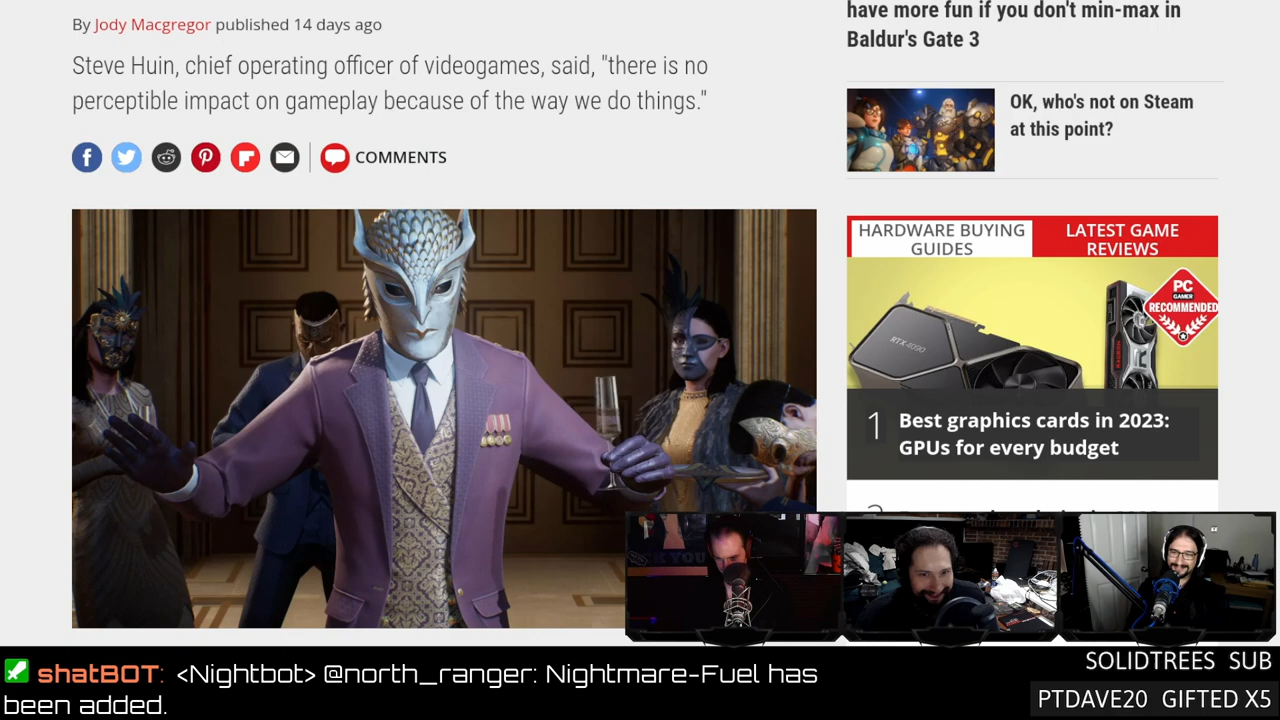 By Jody Macgregor published 14 days ago
Steve Huin, chief operating officer of videogames, said, "there is no
perceptible impact on gameplay because of the way we do things."
COMMENTS
have more fun if you don't min-max in
Baldur's Gate 3
OK, who's not on Steam
at this point?
HARDWARE BUYING
GUIDES
LATEST GAME
REVIEWS
PC
GAMER
RECOMMENDED
RTX 4090
RADEON
1
Best graphics cards in 2023:
GPUs for every budget
shatBOT: <Nightbot> @north_ranger: Nightmare-Fuel has
been added.
SOLIDTREES SUB
PTDAVE20 GIFTED X5